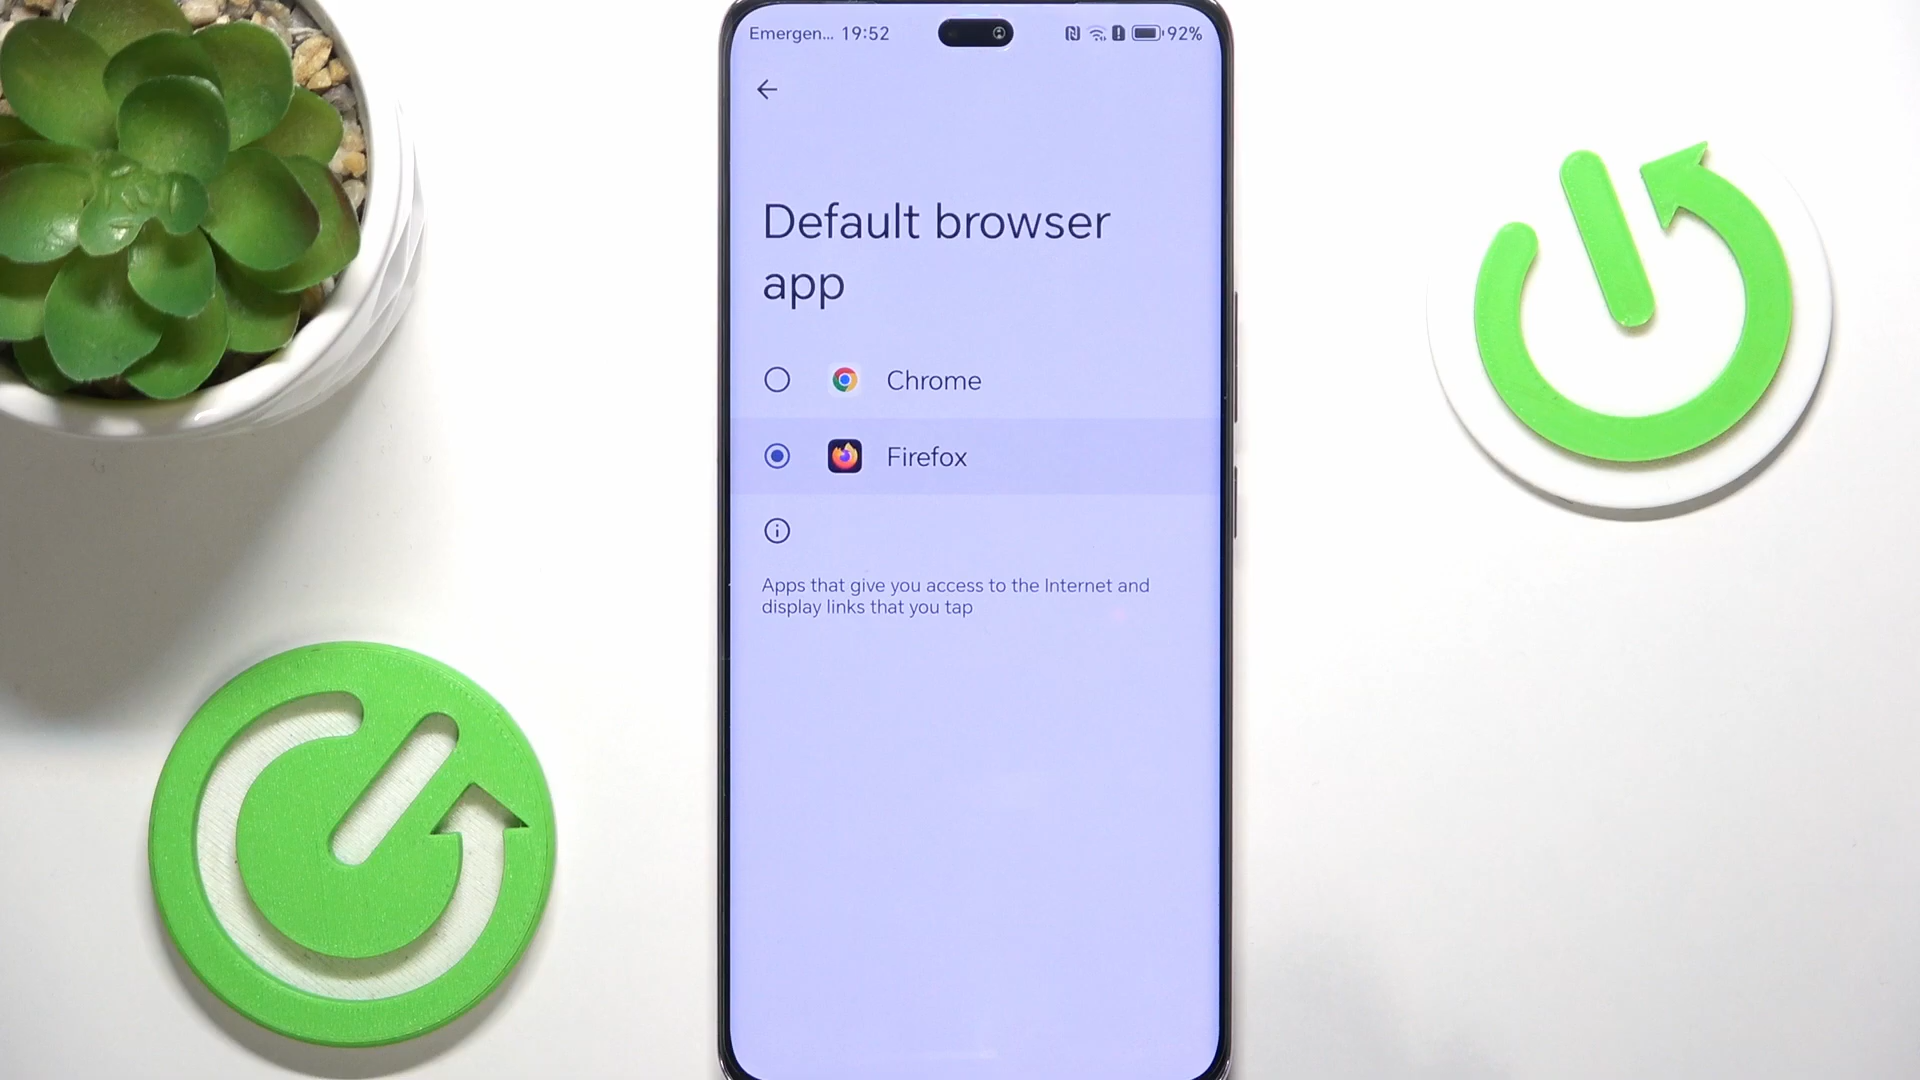 Emergen... 19:52
92%
Default browser
app
Chrome
Firefox
Apps that give you access to the Internet and
display links that you tap